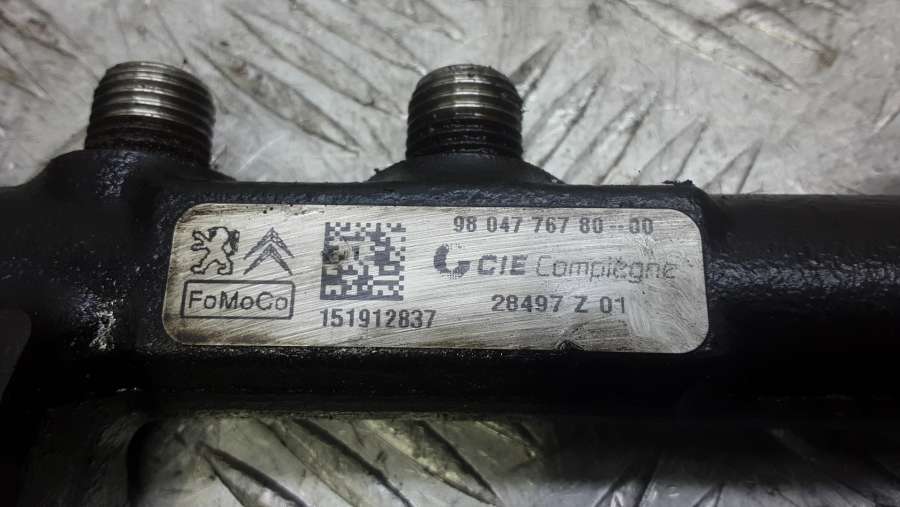 98 047 767 80--00
CIE Compiègne
FoMoCo
151912837
28497 Z 01